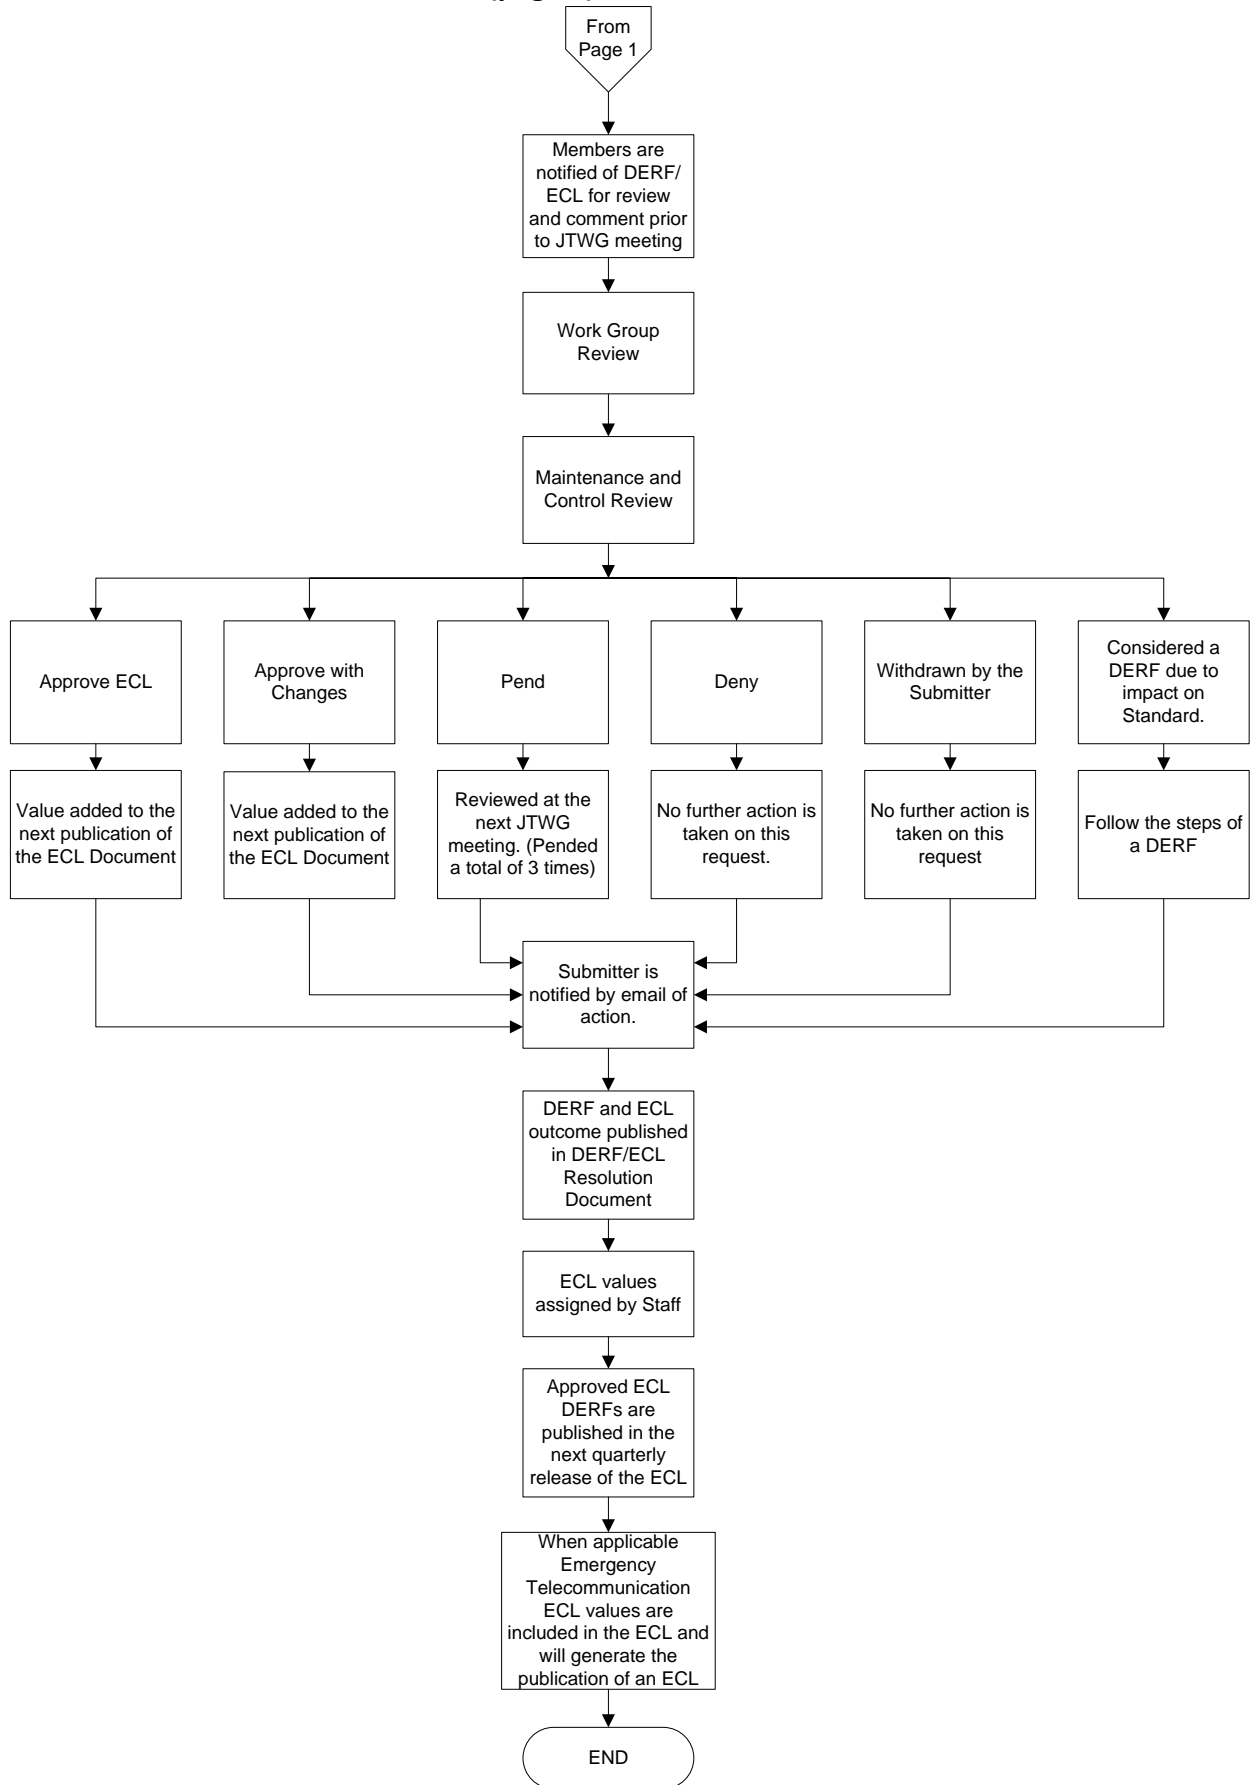 From
Page 1
Members are
notified of DERF/
ECL for review
and comment prior
to JTWG meeting
Work Group
Review
Maintenance and
Control Review
Approve ECL
Approve with
Changes
Pend
Deny
Withdrawn by the
Submitter
Considered a
DERF due to
impact on
Standard.
Value added to the
next publication of
the ECL Document
Value added to the
next publication of
the ECL Document
Reviewed at the
next JTWG
meeting. (Pended
a total of 3 times)
No further action is
taken on this
request.
No further action is
taken on this
request
Follow the steps of
a DERF
Submitter is
notified by email of
action.
DERF and ECL
outcome published
in DERF/ECL
Resolution
Document
ECL values
assigned by Staff
Approved ECL
DERFs are
published in the
next quarterly
release of the ECL
When applicable
Emergency
Telecommunication
ECL values are
included in the ECL and
will generate the
publication of an ECL
END